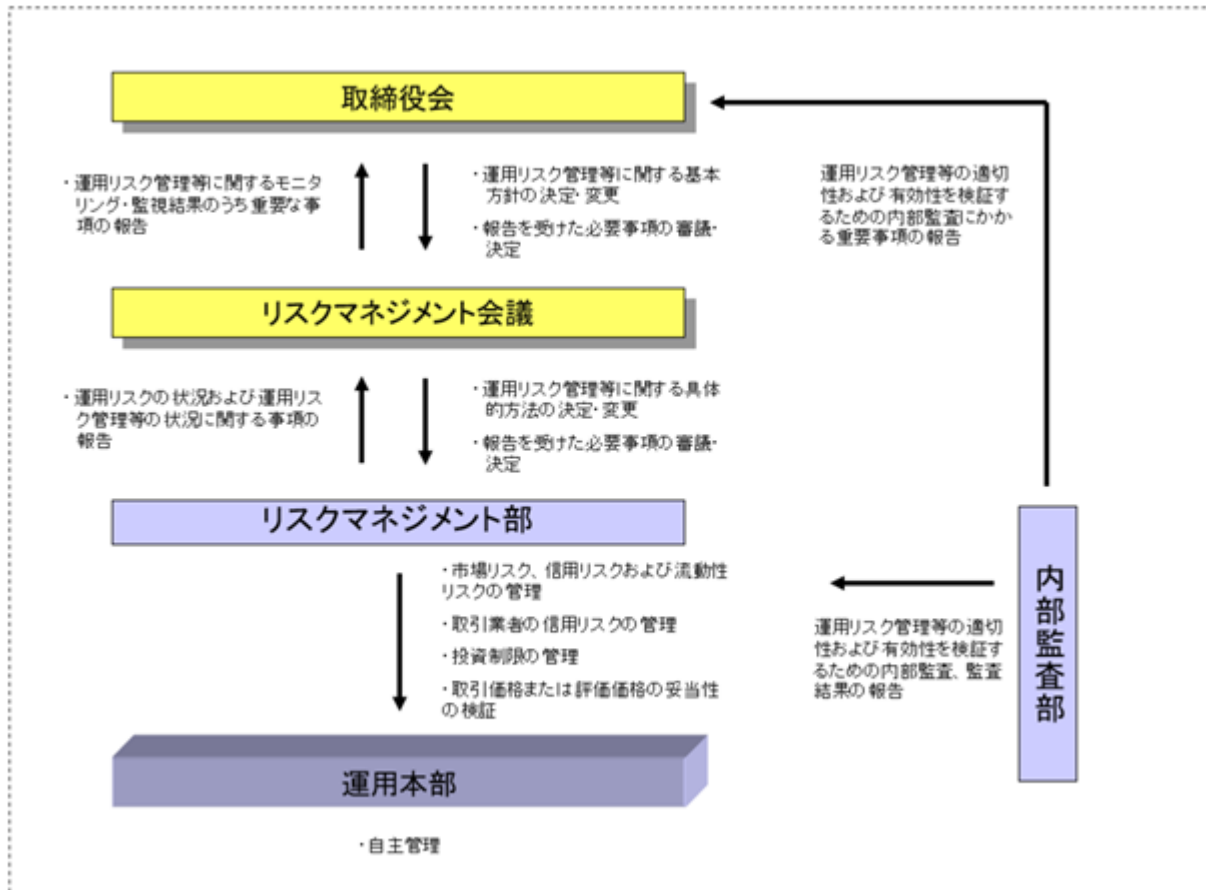 取締役会
・運用リスク管理等に関するモニタ
リング・監視結果のうち重要な事
項の報告
・運用リスク管理等に関する基本
方針の決定・変更
・報告を受けた必要事項の審議・
決定
運用リスク管理等の適切
性および有効性を検証す
るための内部監査にかか
る重要事項の報告
リスクマネジメント会議
・運用リスクの状況および運用リス
ク管理等の状況に関する事項の
報告
・運用リスク管理等に関する具体
的方法の決定・変更
・報告を受けた必要事項の審議・
決定
リスクマネジメント部
・市場リスク、信用リスクおよび流動性
リスクの管理
・取引業者の信用リスクの管理
・投資制限の管理
・取引価格または評価価格の妥当性
の検証
運用リスク管理等の適切
性および有効性を検証す
るための内部監査、監査
結果の報告
内部監査部
運用本部
・自主管理